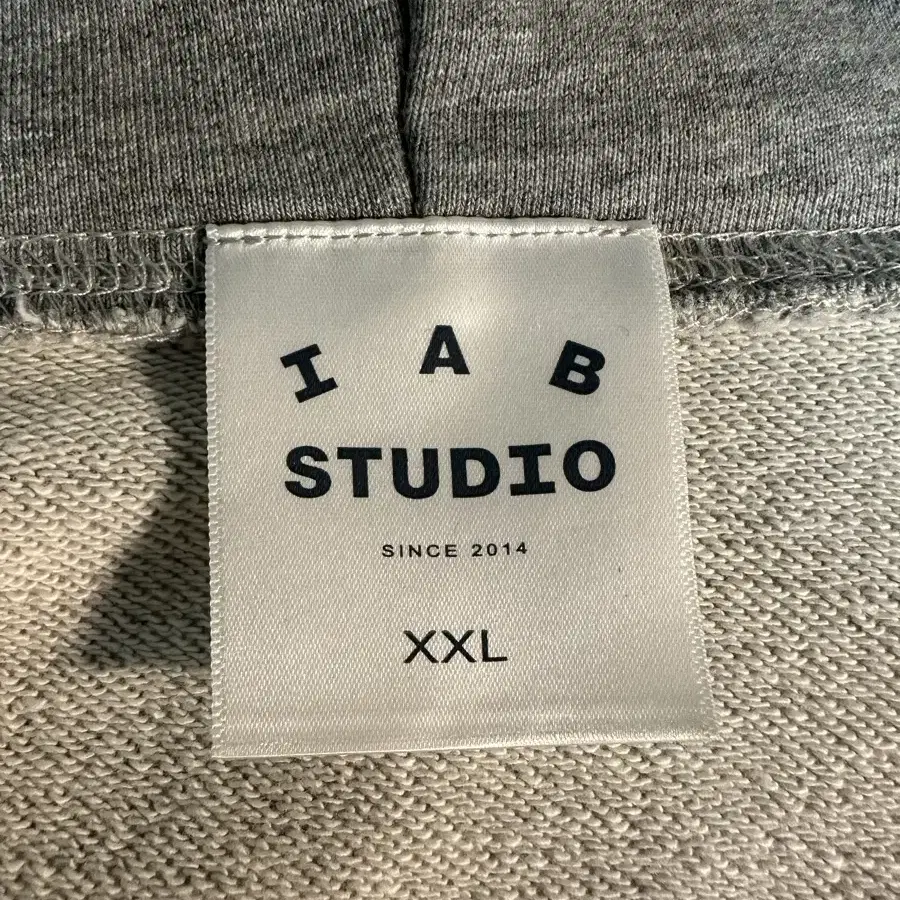 I A B
STUDIO
SINCE 2014
XXL